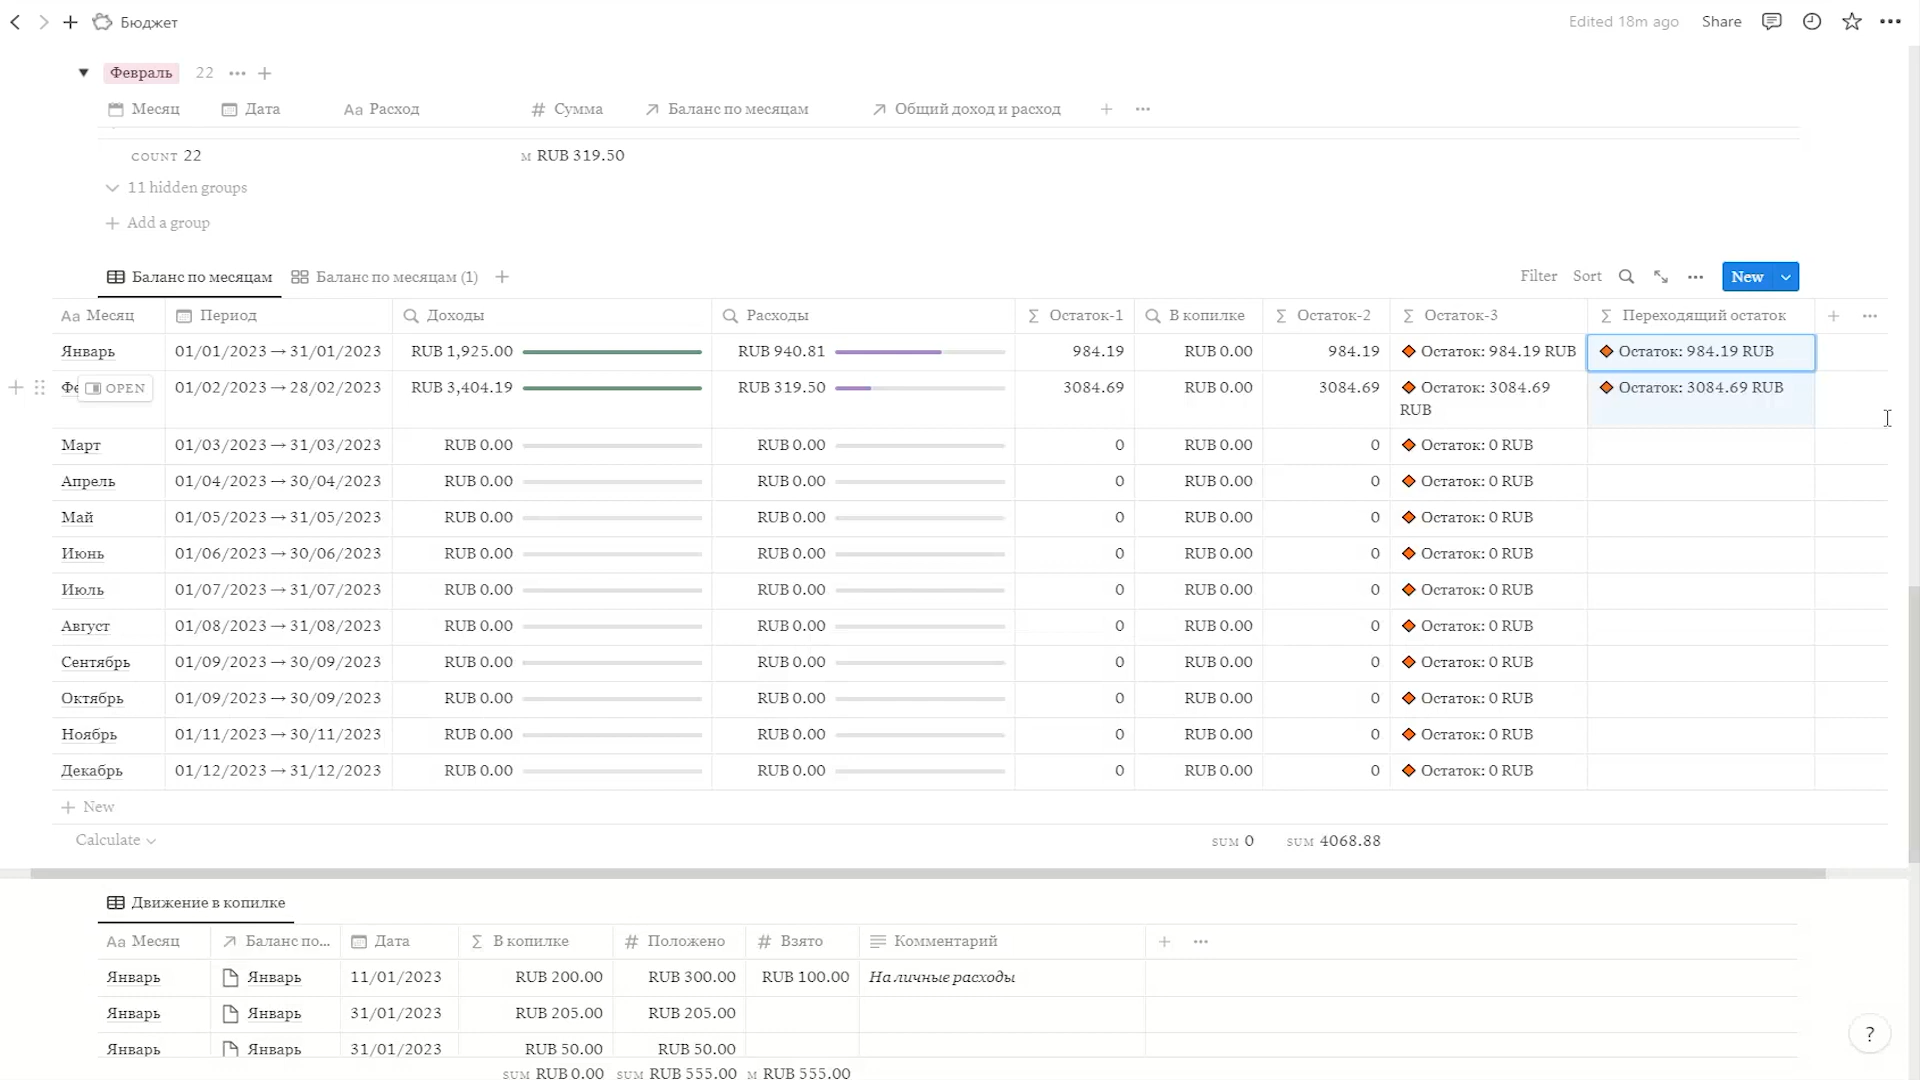 Бюджет
Edited 18m ago Share
Февраль 22
Месяц Дата Aa Расход # Сумма Баланс по месяцам Общий доход и расход
COUNT 22 M RUB 319.50
11 hidden groups
Add a group
Баланс по месяцам Баланс по месяцам (1) Filter Sort New
Aa Месяц Период Доходы Расходы Σ Остаток-1 В копилке Σ Остаток-2 Σ Остаток-3 Σ Переходящий остаток
Январь 01/01/2023 → 31/01/2023 RUB 1,925.00 RUB 940.81 984.19 RUB 0.00 984.19 Остаток: 984.19 RUB Остаток: 984.19 RUB
Фе OPEN 01/02/2023 → 28/02/2023 RUB 3,404.19 RUB 319.50 3084.69 RUB 0.00 3084.69 Остаток: 3084.69 Остаток: 3084.69 RUB
RUB
Март 01/03/2023 → 31/03/2023 RUB 0.00 RUB 0.00 0 RUB 0.00 0 Остаток: 0 RUB
Апрель 01/04/2023 → 30/04/2023 RUB 0.00 RUB 0.00 0 RUB 0.00 0 Остаток: 0 RUB
Май 01/05/2023 → 31/05/2023 RUB 0.00 RUB 0.00 0 RUB 0.00 0 Остаток: 0 RUB
Июнь 01/06/2023 → 30/06/2023 RUB 0.00 RUB 0.00 0 RUB 0.00 0 Остаток: 0 RUB
Июль 01/07/2023 → 31/07/2023 RUB 0.00 RUB 0.00 0 RUB 0.00 0 Остаток: 0 RUB
Август 01/08/2023 → 31/08/2023 RUB 0.00 RUB 0.00 0 RUB 0.00 0 Остаток: 0 RUB
Сентябрь 01/09/2023 → 30/09/2023 RUB 0.00 RUB 0.00 0 RUB 0.00 0 Остаток: 0 RUB
Октябрь 01/09/2023 → 30/09/2023 RUB 0.00 RUB 0.00 0 RUB 0.00 0 Остаток: 0 RUB
Ноябрь 01/11/2023 → 30/11/2023 RUB 0.00 RUB 0.00 0 RUB 0.00 0 Остаток: 0 RUB
Декабрь 01/12/2023 → 31/12/2023 RUB 0.00 RUB 0.00 0 RUB 0.00 0 Остаток: 0 RUB
New
Calculate SUM 0 SUM 4068.88
Движение в копилке
Aa Месяц Баланс по... Дата Σ В копилке # Положено # Взято Комментарий
Январь Январь 11/01/2023 RUB 200.00 RUB 300.00 RUB 100.00 На личные расходы
Январь Январь 31/01/2023 RUB 205.00 RUB 205.00
Январь Январь 31/01/2023 RUB 50.00 RUB 50.00
SUM RUB 0.00 SUM RUB 555.00 M RUB 555.00
?